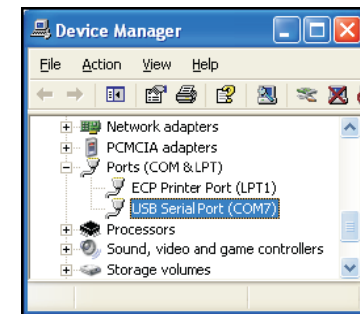 Device Manager
File Action View Help
Network adapters
PCMCIA adapters
Ports (COM & LPT)
ECP Printer Port (LPT1)
USB Serial Port (COM7)
Processors
Sound, video and game controllers
Storage volumes